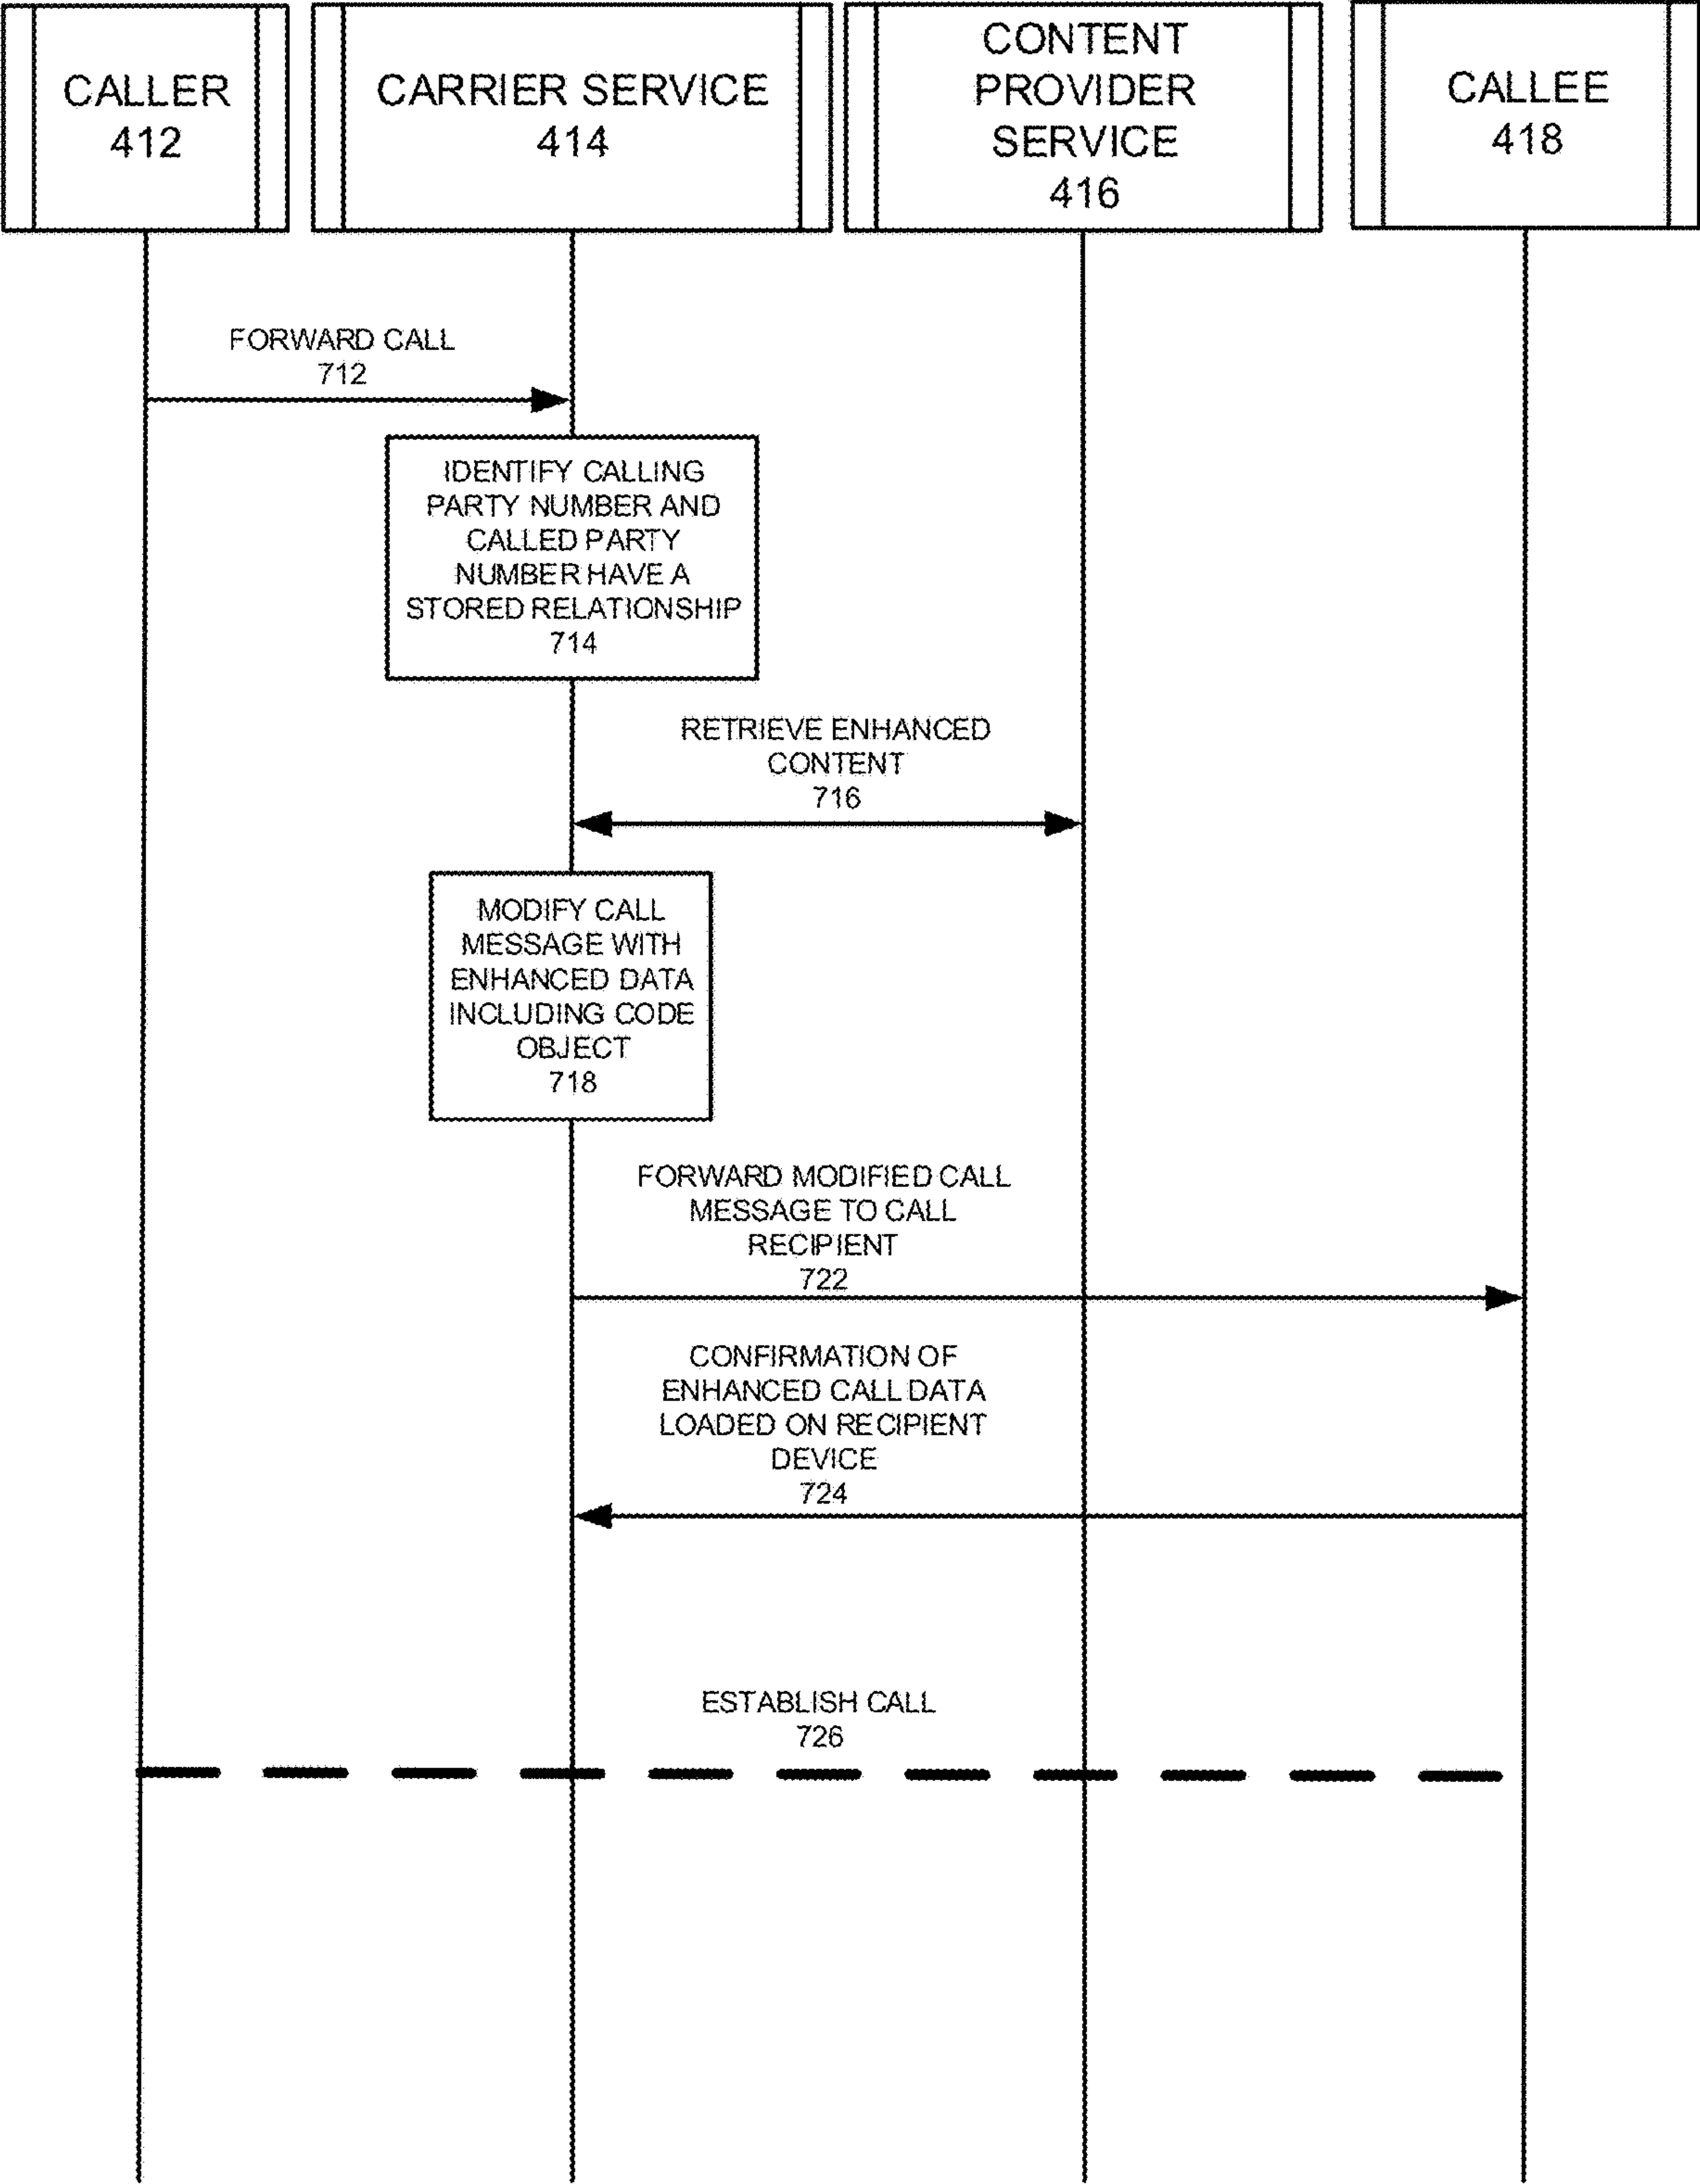 CALLER
412
CARRIER SERVICE
414
CONTENT
PROVIDER
SERVICE
416
CALLEE
418
FORWARD CALL
712
IDENTIFY CALLING
PARTY NUMBER AND
CALLED PARTY
NUMBER HAVE A
STORED RELATIONSHIP
714
RETRIEVE ENHANCED
CONTENT
716
MODIFY CALL
MESSAGE WITH
ENHANCED DATA
INCLUDING CODE
OBJECT
718
FORWARD MODIFIED CALL
MESSAGE TO CALL
RECIPIENT
722
CONFIRMATION OF
ENHANCED CALL DATA
LOADED ON RECIPIENT
DEVICE
724
ESTABLISH CALL
726